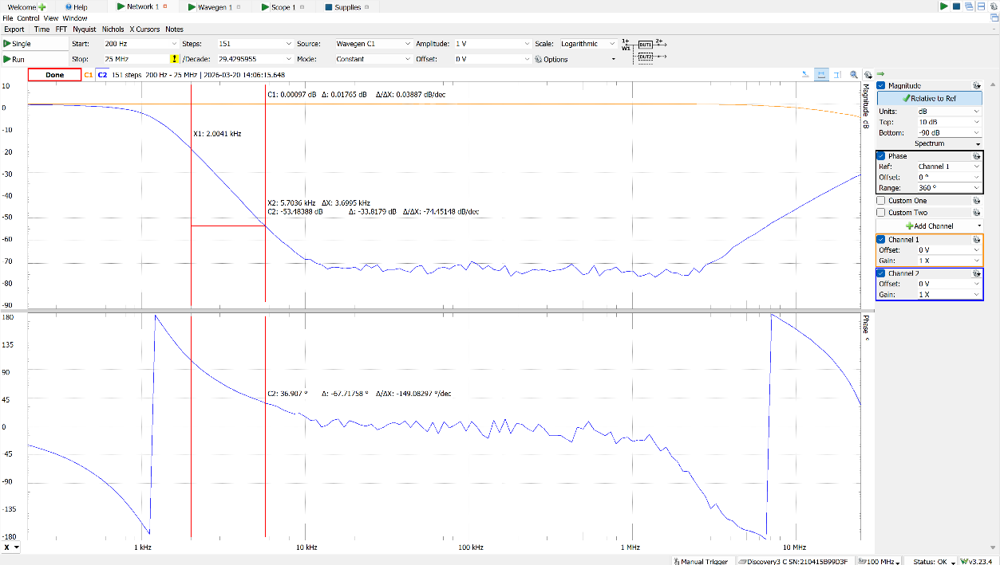 Welcome Help Network 1 Wavegen 1 Scope 1 Supplies
File Control View Window
Export Time FFT Nyquist Nichols X Cursors Notes
Single Start: 200 Hz Steps: 151 Source: Wavegen C1 Amplitude: 1 V Scale: Logarithmic 1+ W1 DUT1 2+
Run Stop: 25 MHz ! /Decade: 29.4295955 Mode: Constant Offset: 0 V Options DUT2
Done C1 C2 151 steps 200 Hz - 25 MHz | 2026-03-20 14:06:15.648
10
0
-10
-20
-30
-40
-50
-60
-70
-80
-90
C1: 0.00097 dB Δ: 0.01765 dB Δ/ΔX: 0.03887 dB/dec
X1: 2.0041 kHz
X2: 5.7036 kHz ΔX: 3.6995 kHz
C2: -53.48388 dB Δ: -33.8179 dB Δ/ΔX: -74.45148 dB/dec
Magnitude dB
180
135
90
45
0
-45
-90
-135
-180
C2: 36.907 ° Δ: -67.71758 ° Δ/ΔX: -149.08297 °/dec
Phase °
X 1 kHz 10 kHz 100 kHz 1 MHz 10 MHz
Magnitude
Relative to Ref
Units: dB
Top: 10 dB
Bottom: -90 dB
Spectrum
Phase
Ref: Channel 1
Offset: 0 °
Range: 360 °
Custom One
Custom Two
Add Channel
Channel 1
Offset: 0 V
Gain: 1 X
Channel 2
Offset: 0 V
Gain: 1 X
Manual Trigger Discovery3 C SN:210415B99D3F 100 MHz Status: OK v3.23.4